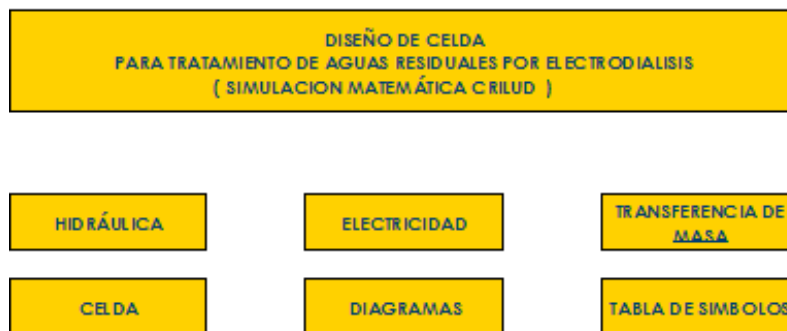 DISEÑO DE CELDA
PARA TRATAMIENTO DE AGUAS RESIDUALES POR ELECTRODIALISIS
( SIMULACION MATEMÁTICA CRILUD )
HIDRÁULICA
ELECTRICIDAD
TRANSFERENCIA DE
MASA
CELDA
DIAGRAMAS
TABLA DE SIMBOLOS